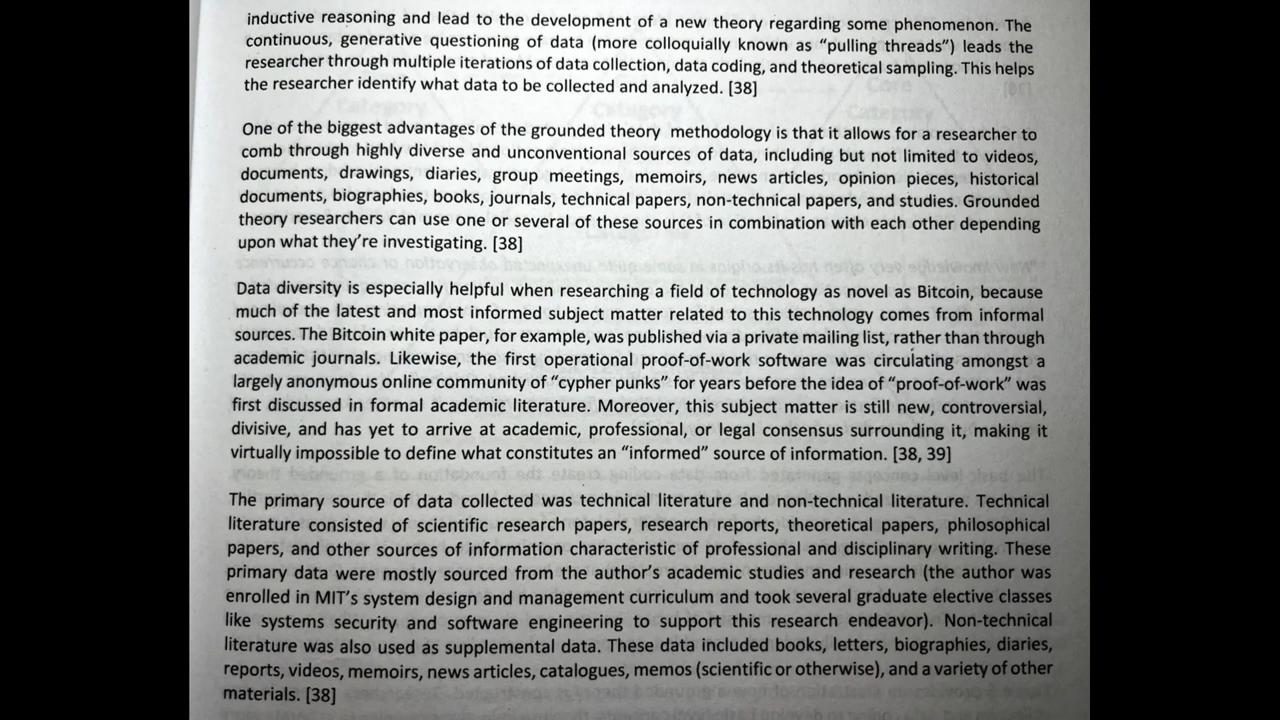 inductive reasoning and lead to the development of a new theory regarding some phenomenon. The
continuous, generative questioning of data (more colloquially known as “pulling threads”) leads the
researcher through multiple iterations of data collection, data coding, and theoretical sampling. This helps
the researcher identify what data to be collected and analyzed. [38]
One of the biggest advantages of the grounded theory methodology is that it allows for a researcher to
comb through highly diverse and unconventional sources of data, including but not limited to videos,
documents, drawings, diaries, group meetings, memoirs, news articles, opinion pieces, historical
documents, biographies, books, journals, technical papers, non-technical papers, and studies. Grounded
theory researchers can use one or several of these sources in combination with each other depending
upon what they’re investigating. [38]
Data diversity is especially helpful when researching a field of technology as novel as Bitcoin, because
much of the latest and most informed subject matter related to this technology comes from informal
sources. The Bitcoin white paper, for example, was published via a private mailing list, rather than through
academic journals. Likewise, the first operational proof-of-work software was circulating amongst a
largely anonymous online community of “cypher punks” for years before the idea of “proof-of-work” was
first discussed in formal academic literature. Moreover, this subject matter is still new, controversial,
divisive, and has yet to arrive at academic, professional, or legal consensus surrounding it, making it
virtually impossible to define what constitutes an “informed” source of information. [38, 39]
The primary source of data collected was technical literature and non-technical literature. Technical
literature consisted of scientific research papers, research reports, theoretical papers, philosophical
papers, and other sources of information characteristic of professional and disciplinary writing. These
primary data were mostly sourced from the author’s academic studies and research (the author was
enrolled in MIT’s system design and management curriculum and took several graduate elective classes
like systems security and software engineering to support this research endeavor). Non-technical
literature was also used as supplemental data. These data included books, letters, biographies, diaries,
reports, videos, memoirs, news articles, catalogues, memos (scientific or otherwise), and a variety of other
materials. [38]